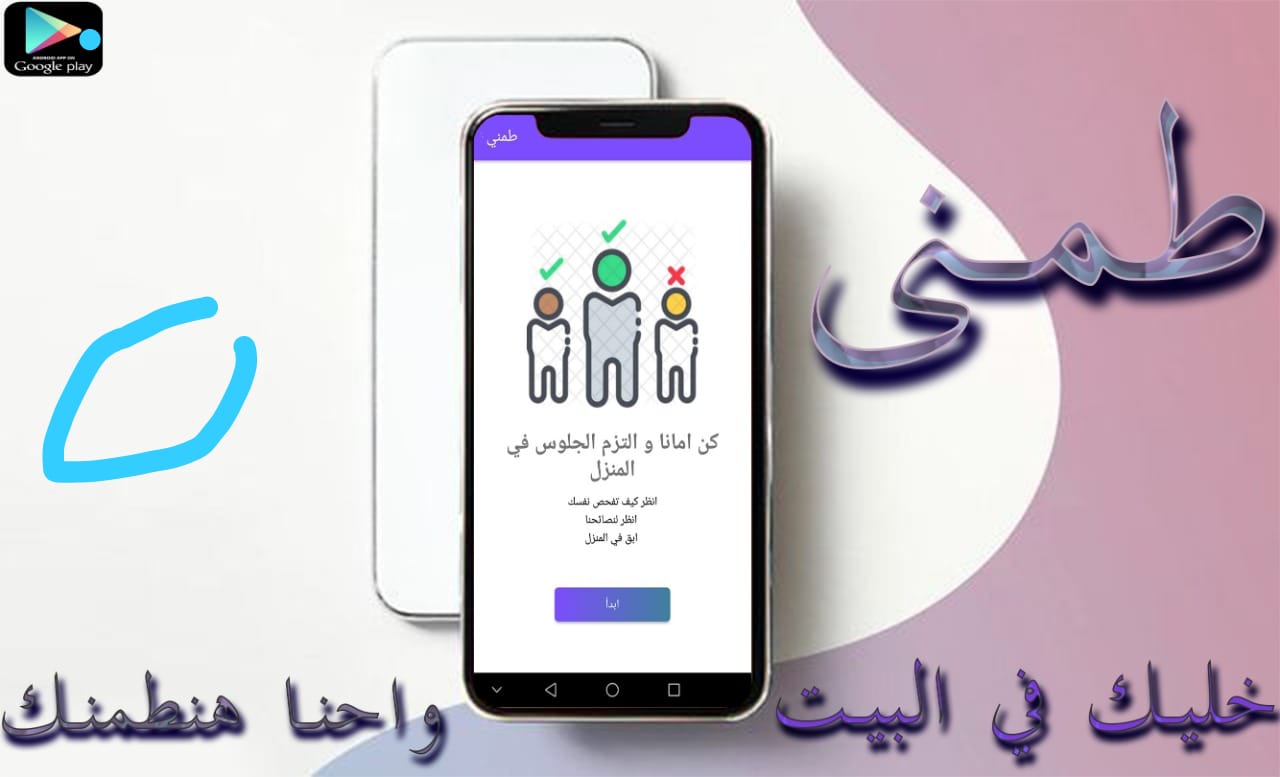 ANDROID APP ON
Google play
طمنى
طمني
كن امانا و التزم الجلوس في
المنزل
انظر كيف تفحص نفسك
انظر لنصائحنا
ابق في المنزل
ابدأ
خليك في البيت واحنا هنطمنك